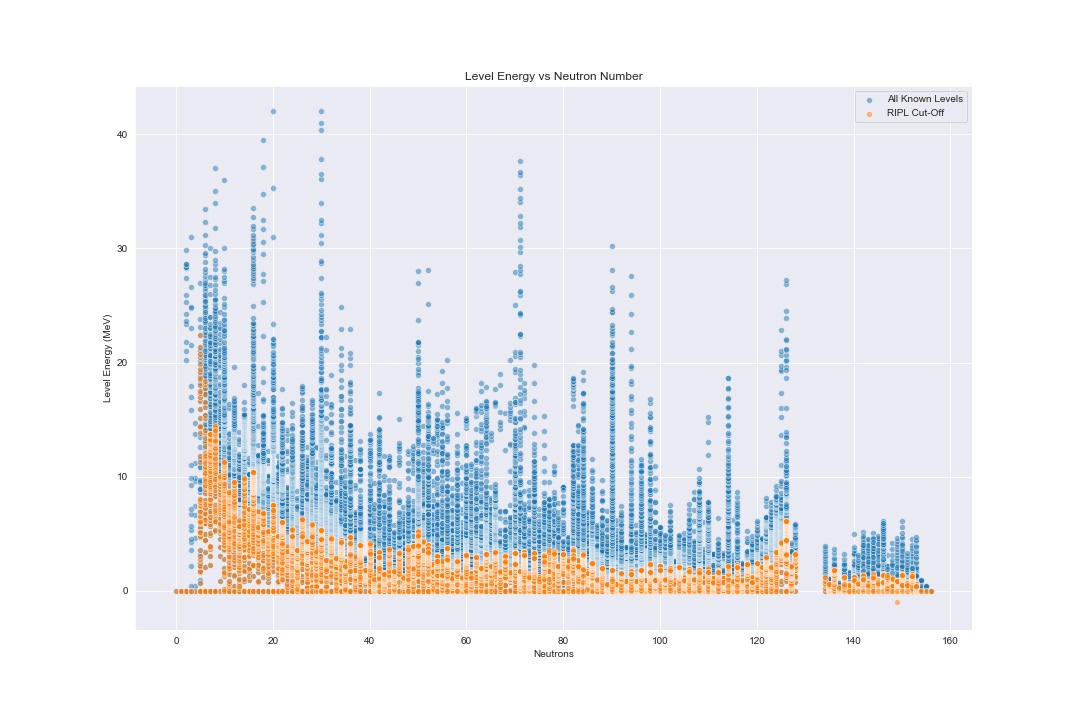 Level Energy vs Neutron Number
All Known Levels
RIPL Cut-Off
Level Energy (MeV)
40
30
20
10
0
0 20 40 60 80 100 120 140 160
Neutrons